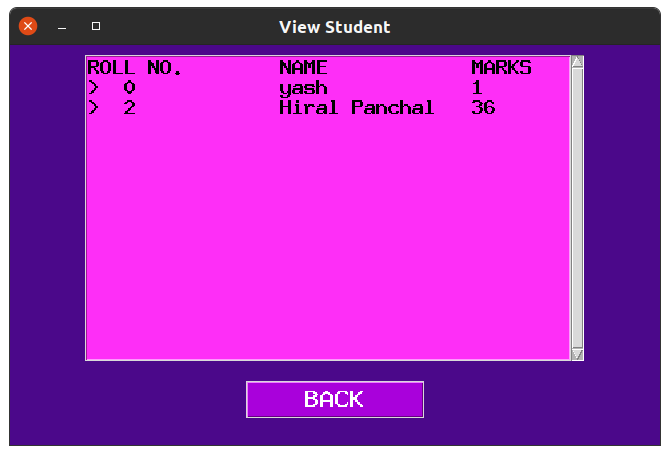 View Student
ROLL NO. NAME MARKS
> 0 yash 1
> 2 Hiral Panchal 36
BACK